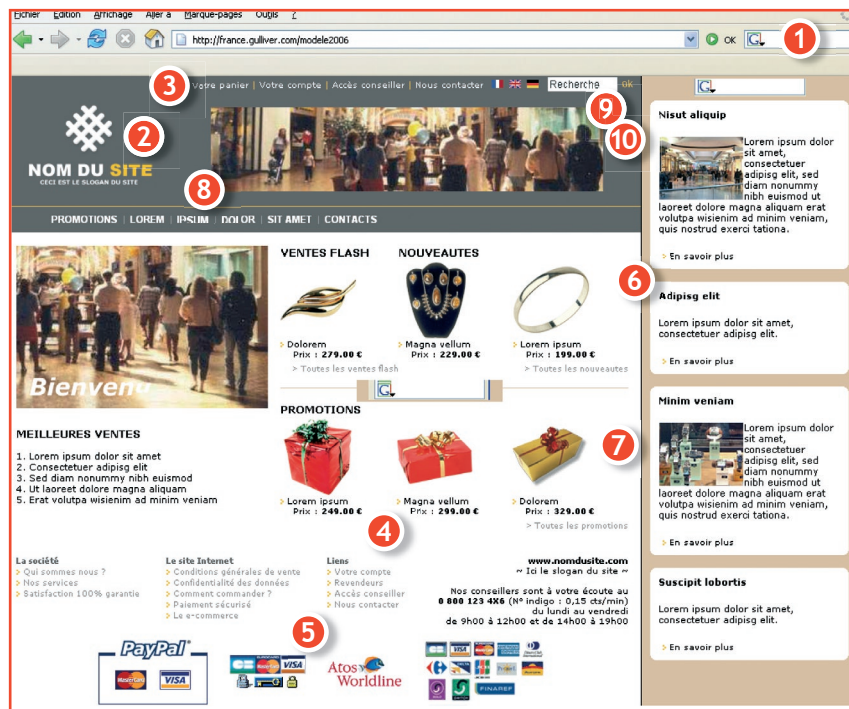 Fichier Edition Affichage Aller à Marque-pages Outils ?
http://france.gulliver.com/modele2006
OK
G
1
3
Votre panier | Votre compte | Accès conseiller | Nous contacter
Recherche
ok
G
2
9
10
NOM DU SITE
CECI EST LE SLOGAN DU SITE
8
PROMOTIONS | LOREM | IPSUM | DOLOR | SIT AMET | CONTACTS
Bienvenu
MEILLEURES VENTES
1. Lorem ipsum dolor sit amet
2. Consectetuer adipisg elit
3. Sed diam nonummy nibh euismod
4. Ut laoreet dolore magna aliquam
5. Erat volutpa wisienim ad minim veniam
VENTES FLASH
NOUVEAUTES
> Dolorem
Prix : 279.00 €
> Magna vellum
Prix : 229.00 €
> Lorem ipsum
Prix : 199.00 €
> Toutes les ventes flash
> Toutes les nouveautes
G
PROMOTIONS
7
> Lorem ipsum
Prix : 249.00 €
> Magna vellum
Prix : 299.00 €
> Dolorem
Prix : 329.00 €
> Toutes les promotions
4
Nisut aliquip
Lorem ipsum dolor
sit amet,
consectetuer
adipisg elit, sed
diam nonummy
nibh euismod ut
laoreet dolore magna aliquam erat
volutpa wisienim ad minim veniam,
quis nostrud exerci tationa.
> En savoir plus
6
Adipisg elit
Lorem ipsum dolor sit amet,
consectetuer adipisg elit.
> En savoir plus
Minim veniam
Lorem ipsum dolor
sit amet,
consectetuer
adipisg elit, sed
diam nonummy
nibh euismod ut
laoreet dolore magna aliquam erat
volutpa wisienim ad minim veniam,
quis nostrud exerci tationa.
> En savoir plus
Suscipit lobortis
Lorem ipsum dolor sit amet,
consectetuer adipisg elit.
> En savoir plus
La société
> Qui sommes nous ?
> Nos services
> Satisfaction 100% garantie
Le site Internet
> Conditions générales de vente
> Confidentialité des données
> Comment commander ?
> Paiement sécurisé
> Le e-commerce
Liens
> Votre compte
> Revendeurs
> Accès conseiller
> Nous contacter
www.nomdusite.com
~ Ici le slogan du site ~
Nos conseillers sont à votre écoute au
0 800 123 4X6 (N° indigo : 0,15 cts/min)
du lundi au vendredi
de 9h00 à 12h00 et de 14h00 à 19h00
5
PayPal
MasterCard VISA
MasterCard VISA
Atos
Worldline
VISA
FINAREF